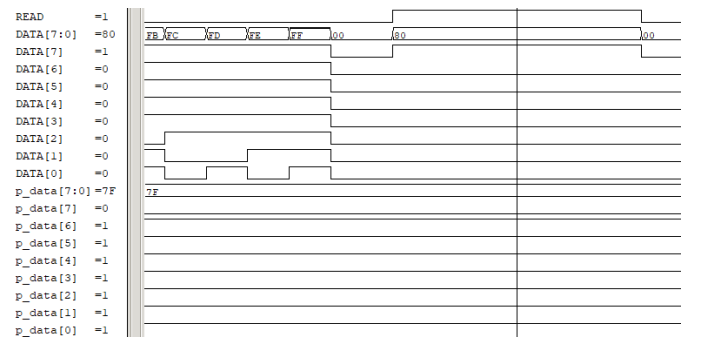 READ =1
DATA[7:0] =80 FB FC FD FE FF 00 80 00
DATA[7] =1
DATA[6] =0
DATA[5] =0
DATA[4] =0
DATA[3] =0
DATA[2] =0
DATA[1] =0
DATA[0] =0
p_data[7:0] =7F 7F
p_data[7] =0
p_data[6] =1
p_data[5] =1
p_data[4] =1
p_data[3] =1
p_data[2] =1
p_data[1] =1
p_data[0] =1